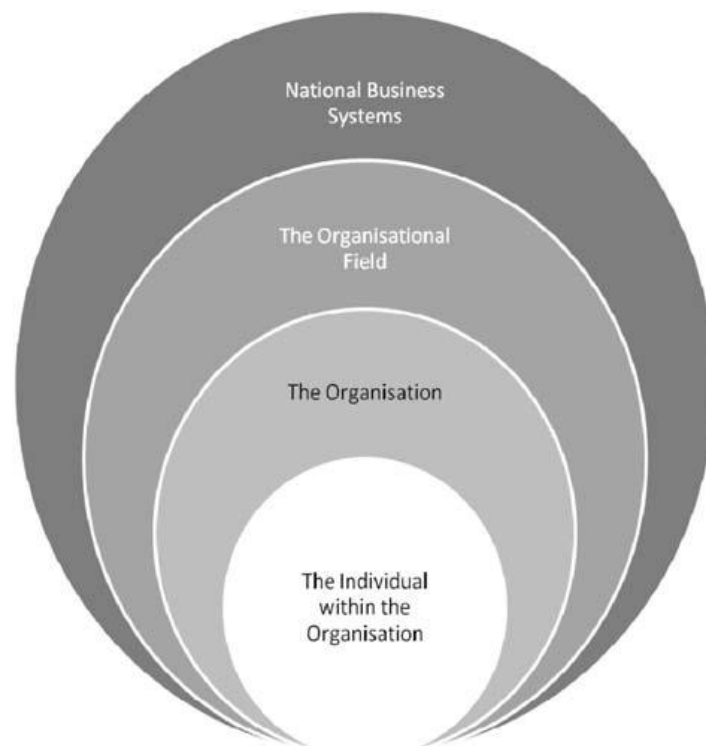 National Business
Systems
The Organisational
Field
The Organisation
The Individual
within the
Organisation